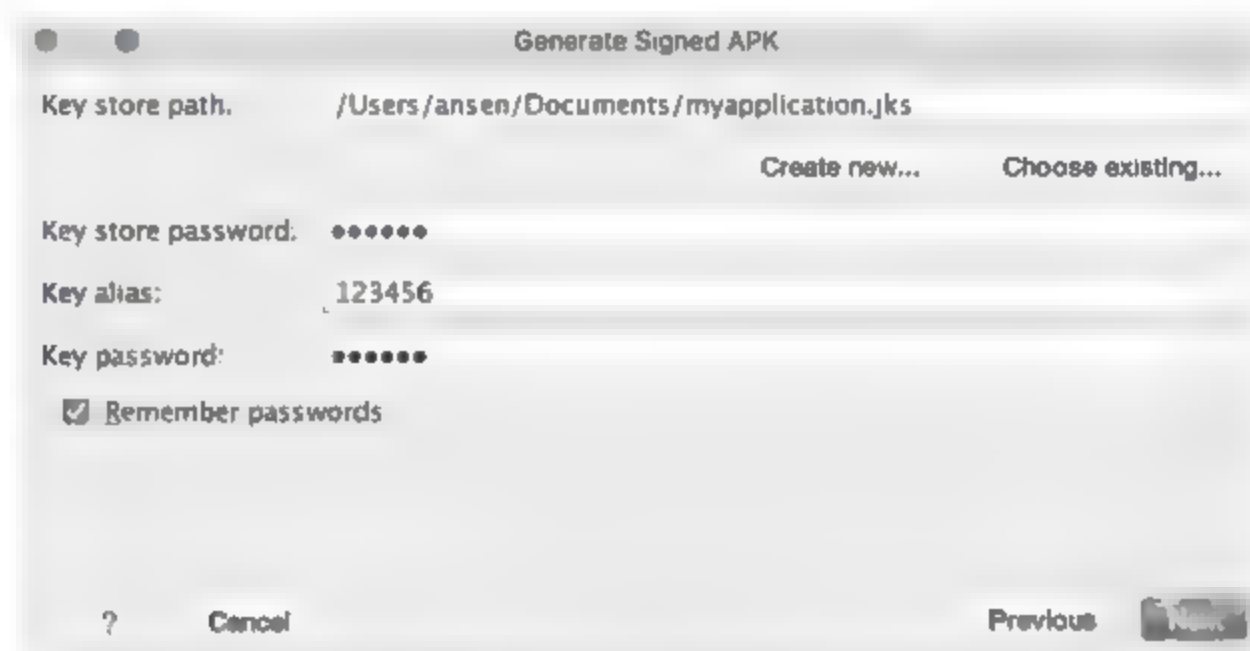 Generate Signed APK
Key store path: /Users/ansen/Documents/myapplication.jks
Create new... Choose existing...
Key store password: ••••••
Key alias: 123456
Key password: ••••••
Remember passwords
? Cancel Previous Next